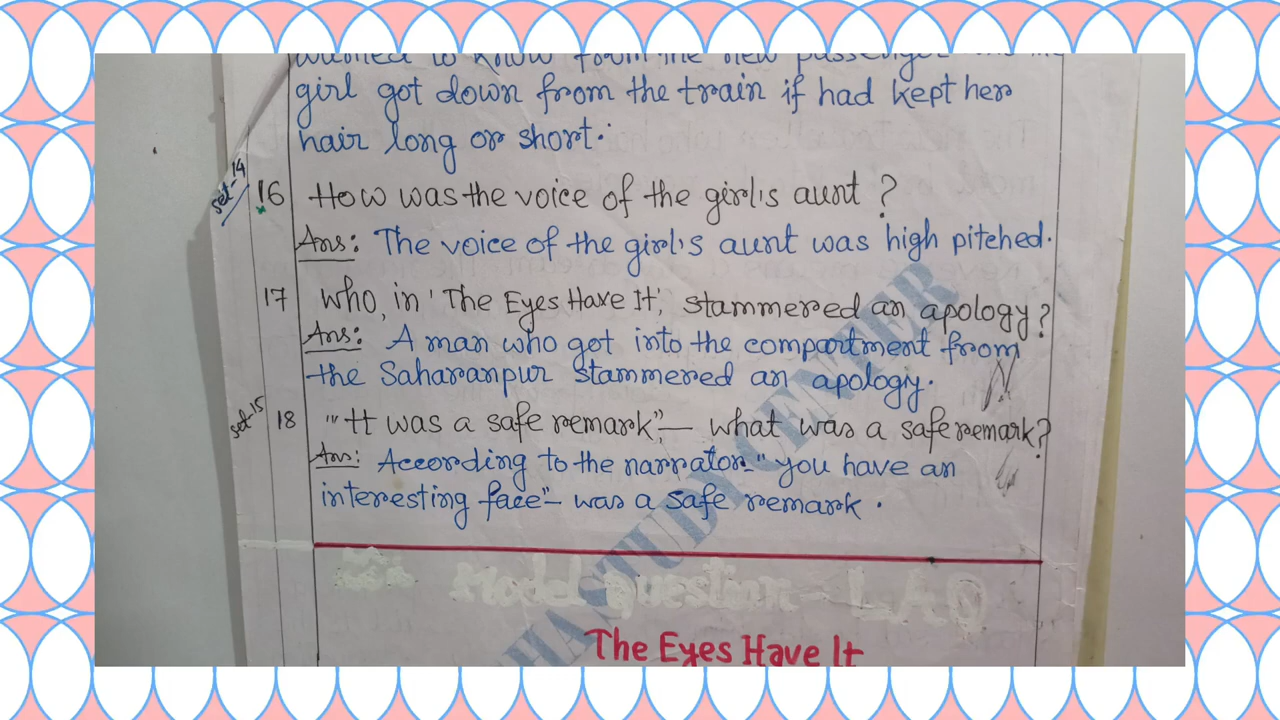 girl got down from the train if had kept her
hair long or short.
set-14
16 How was the voice of the girl's aunt ?
Ans: The voice of the girl's aunt was high pitched.
17 Who, in 'The Eyes Have It', stammered an apology?
Ans: A man who got into the compartment from
the Saharanpur stammered an apology.
set-15
18 "It was a safe remark", — what was a safe remark?
Ans: According to the narrator "you have an
interesting face" — was a safe remark.
Model Question - LAQ
STUDY CENTER
The Eyes Have It